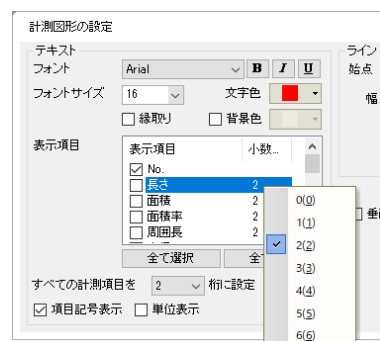 計測図形の設定
テキスト
フォント Arial B I U
フォントサイズ 16 文字色
縁取り 背景色
表示項目 表示項目 小数...
No.
長さ 2
面積 2
面積率 2
周囲長 2
全て選択 全
すべての計測項目を 2 桁に設定
項目記号表示 単位表示
0(0)
1(1)
2(2)
3(3)
4(4)
5(5)
6(6)
ライン
始点
幅
垂